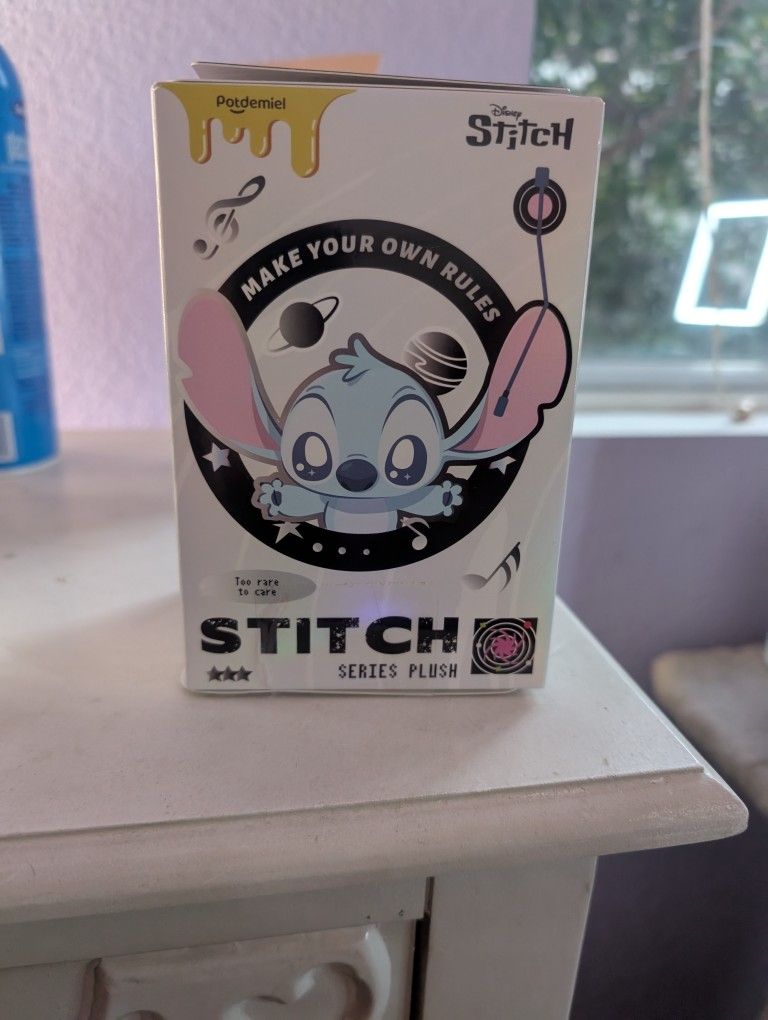 Potdemiel
Disney
Stitch
MAKE YOUR OWN RULES
Too rare
to care
STITCH
SERIES PLUSH